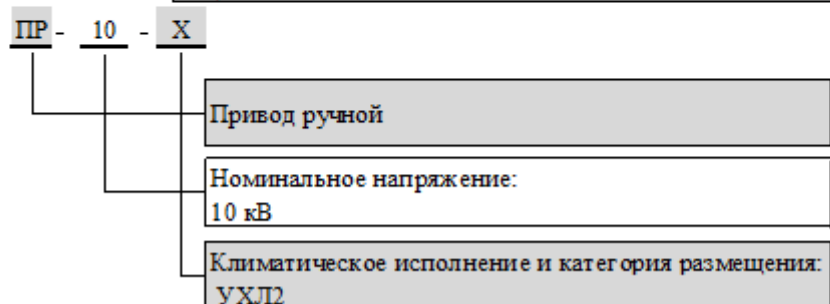 ПР - 10 - X
Привод ручной
Номинальное напряжение:
10 кВ
Климатическое исполнение и категория размещения:
УХЛ2